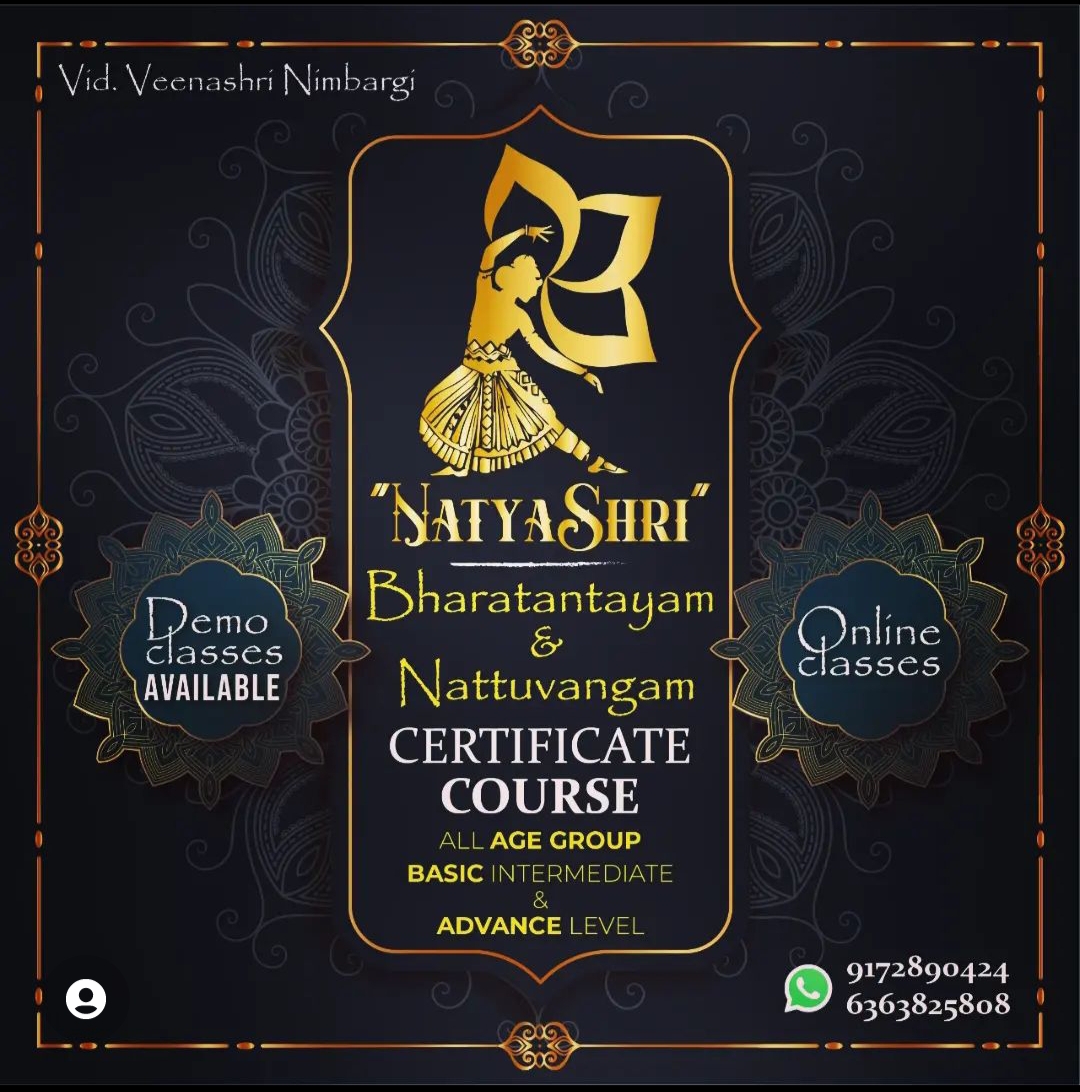 Vid. Veenashri Nimbargi
"NATYASHRI"
Bharatantayam
&
Nattuvangam
CERTIFICATE
COURSE
ALL AGE GROUP
BASIC INTERMEDIATE
&
ADVANCE LEVEL
Demo
classes
AVAILABLE
Online
classes
9172890424
6363825808